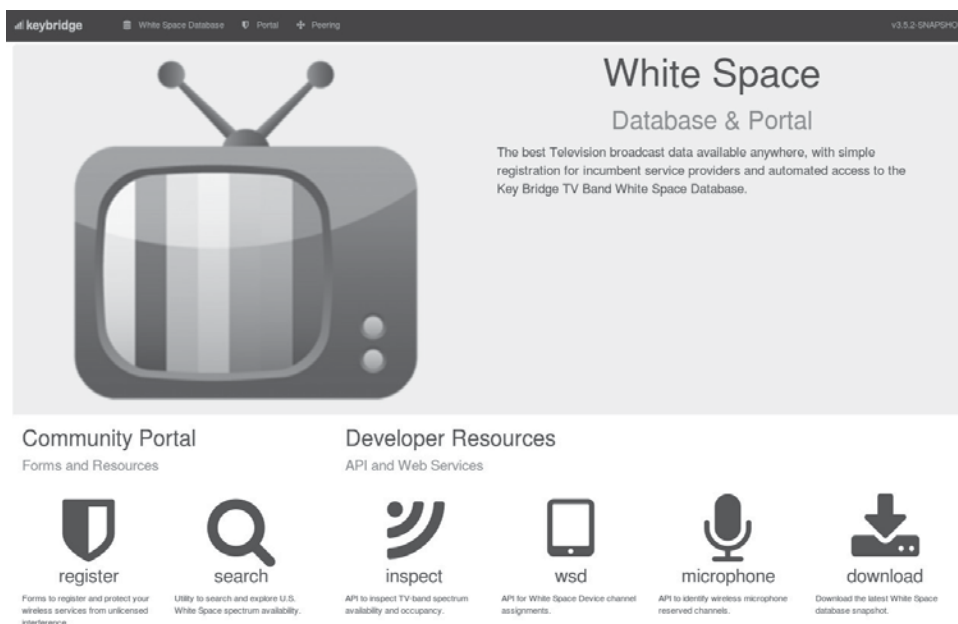 keybridge White Space Database Portal Peering v3.5.2-SNAPSHO
White Space
Database & Portal
The best Television broadcast data available anywhere, with simple
registration for incumbent service providers and automated access to the
Key Bridge TV Band White Space Database.
Community Portal
Forms and Resources
Developer Resources
API and Web Services
register
Forms to register and protect your
wireless services from unlicensed
interference.
search
Utility to search and explore U.S.
White Space spectrum availability.
inspect
API to inspect TV-band spectrum
availability and occupancy.
wsd
API for White Space Device channel
assignments.
microphone
API to identify wireless microphone
reserved channels.
download
Download the latest White Space
database snapshot.